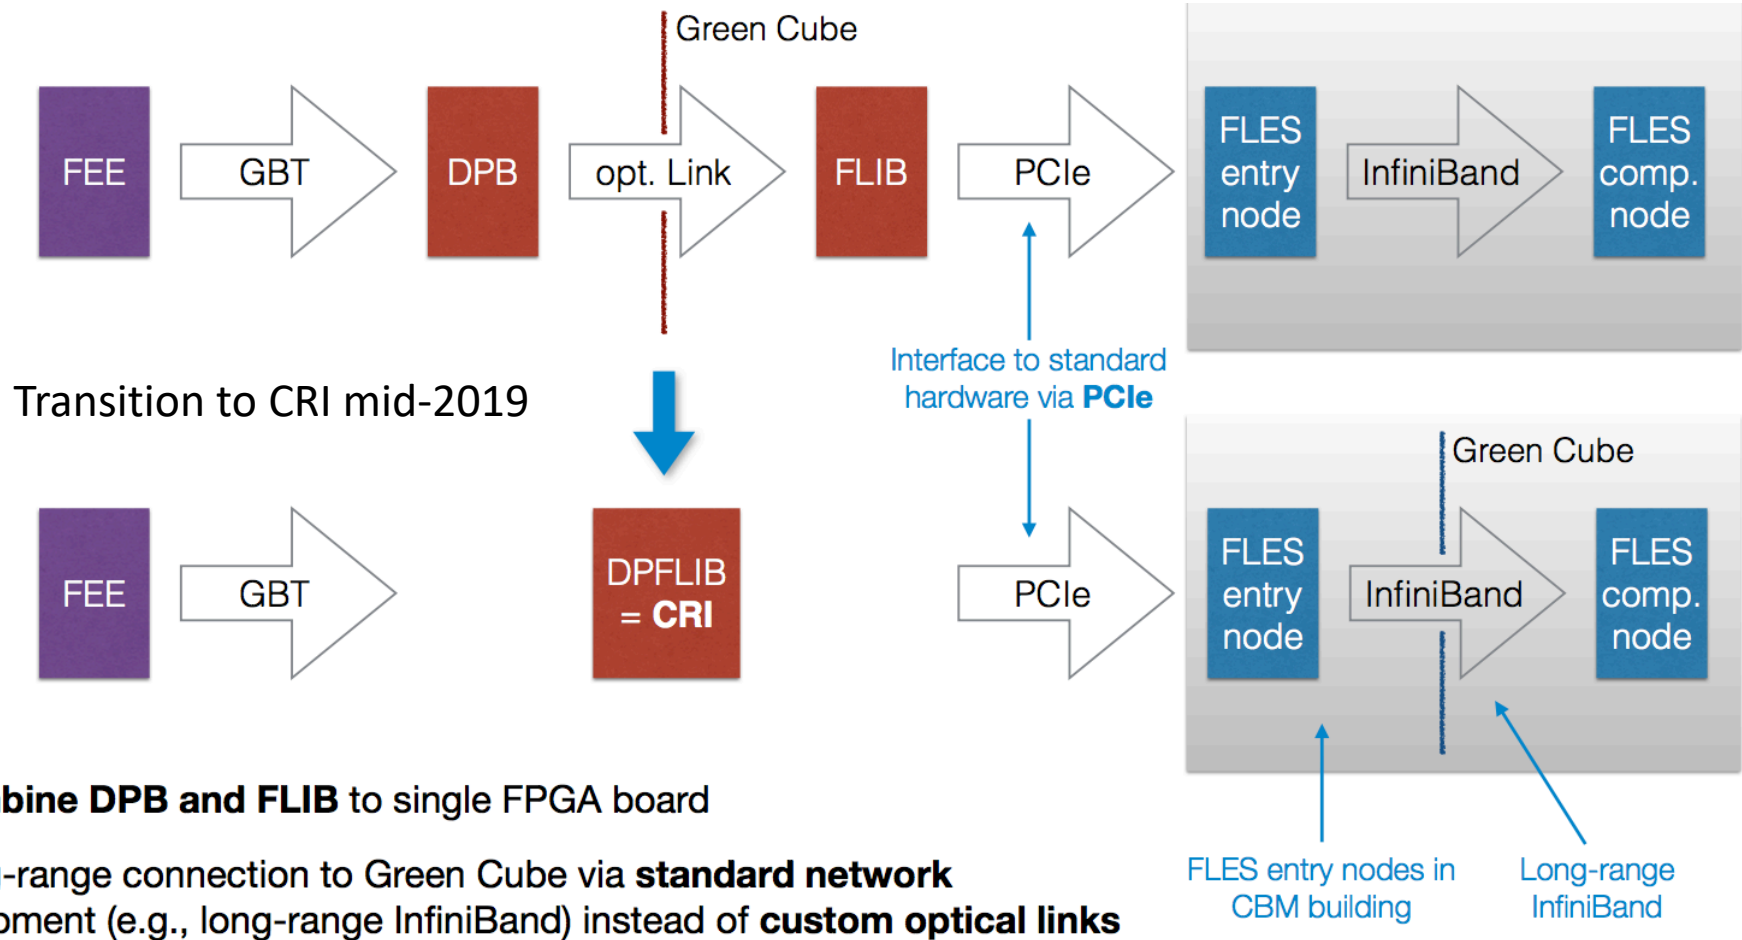 Green Cube
FEE
GBT
DPB
opt. Link
FLIB
PCIe
FLES
entry
node
InfiniBand
FLES
comp.
node
Interface to standard
hardware via PCIe
Transition to CRI mid-2019
Green Cube
FEE
GBT
DPFLIB
= CRI
PCIe
FLES
entry
node
InfiniBand
FLES
comp.
node
bine DPB and FLIB to single FPGA board
-range connection to Green Cube via standard network
pment (e.g., long-range InfiniBand) instead of custom optical links
FLES entry nodes in
CBM building
Long-range
InfiniBand